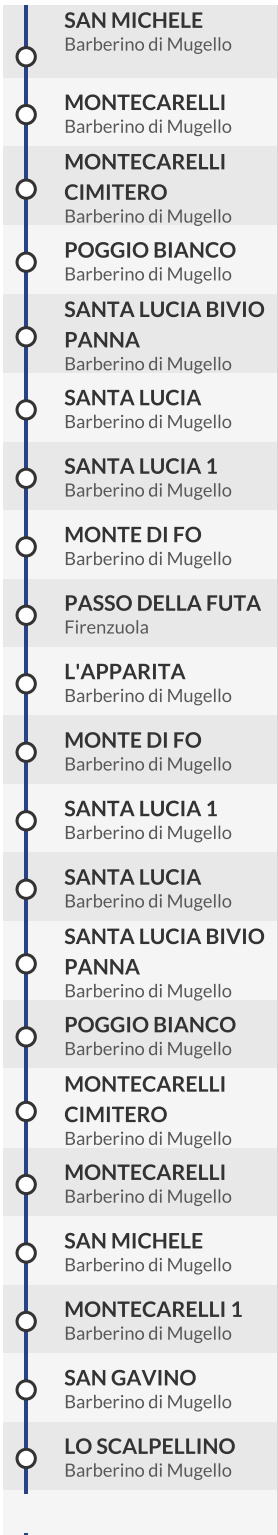 SAN MICHELE
Barberino di Mugello
MONTECARELLI
Barberino di Mugello
MONTECARELLI
CIMITERO
Barberino di Mugello
POGGIO BIANCO
Barberino di Mugello
SANTA LUCIA BIVIO
PANNA
Barberino di Mugello
SANTA LUCIA
Barberino di Mugello
SANTA LUCIA 1
Barberino di Mugello
MONTE DI FO
Barberino di Mugello
PASSO DELLA FUTA
Firenzuola
L'APPARITA
Barberino di Mugello
MONTE DI FO
Barberino di Mugello
SANTA LUCIA 1
Barberino di Mugello
SANTA LUCIA
Barberino di Mugello
SANTA LUCIA BIVIO
PANNA
Barberino di Mugello
POGGIO BIANCO
Barberino di Mugello
MONTECARELLI
CIMITERO
Barberino di Mugello
MONTECARELLI
Barberino di Mugello
SAN MICHELE
Barberino di Mugello
MONTECARELLI 1
Barberino di Mugello
SAN GAVINO
Barberino di Mugello
LO SCALPELLINO
Barberino di Mugello